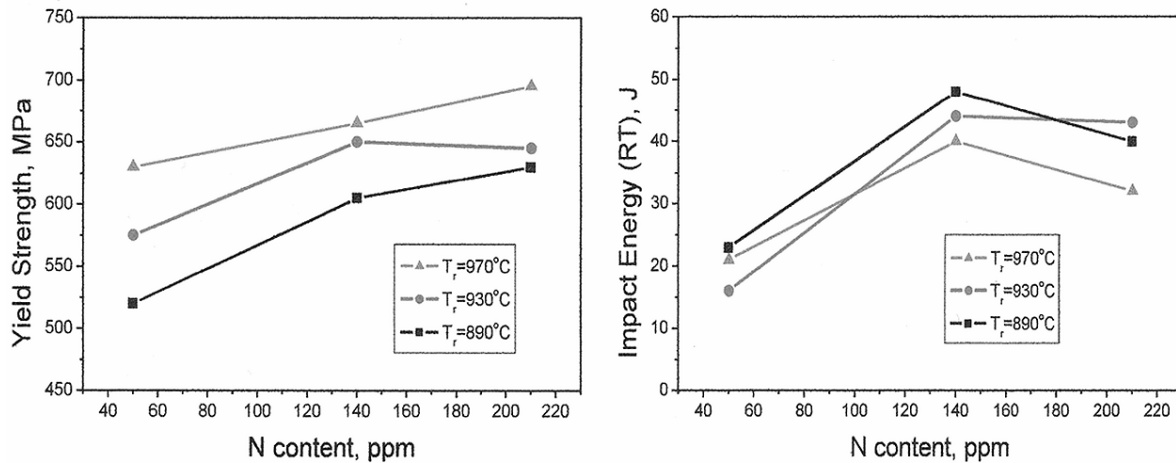 750
700
650
600
550
500
450
Yield Strength, MPa
40 60 80 100 120 140 160 180 200 220
N content, ppm
T_r=970°C
T_r=930°C
T_r=890°C
60
50
40
30
20
10
0
Impact Energy (RT), J
40 60 80 100 120 140 160 180 200 220
N content, ppm
T_r=970°C
T_r=930°C
T_r=890°C